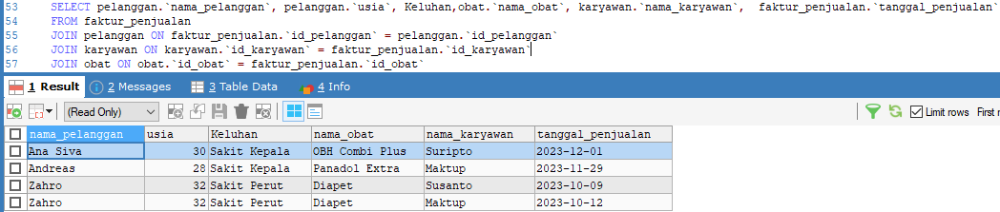 53 SELECT pelanggan.`nama_pelanggan`, pelanggan.`usia`, Keluhan,obat.`nama_obat`, karyawan.`nama_karyawan`,  faktur_penjualan.`tanggal_penjualan`
54 FROM faktur_penjualan
55 JOIN pelanggan ON faktur_penjualan.`id_pelanggan` = pelanggan.`id_pelanggan`
56 JOIN karyawan ON karyawan.`id_karyawan` = faktur_penjualan.`id_karyawan`
57 JOIN obat ON obat.`id_obat` = faktur_penjualan.`id_obat`
1 Result 2 Messages 3 Table Data 4 Info
(Read Only) Limit rows First r
nama_pelanggan usia Keluhan nama_obat nama_karyawan tanggal_penjualan
Ana Siva 30 Sakit Kepala OBH Combi Plus Suripto 2023-12-01
Andreas 28 Sakit Kepala Panadol Extra Maktup 2023-11-29
Zahro 32 Sakit Perut Diapet Susanto 2023-10-09
Zahro 32 Sakit Perut Diapet Maktup 2023-10-12